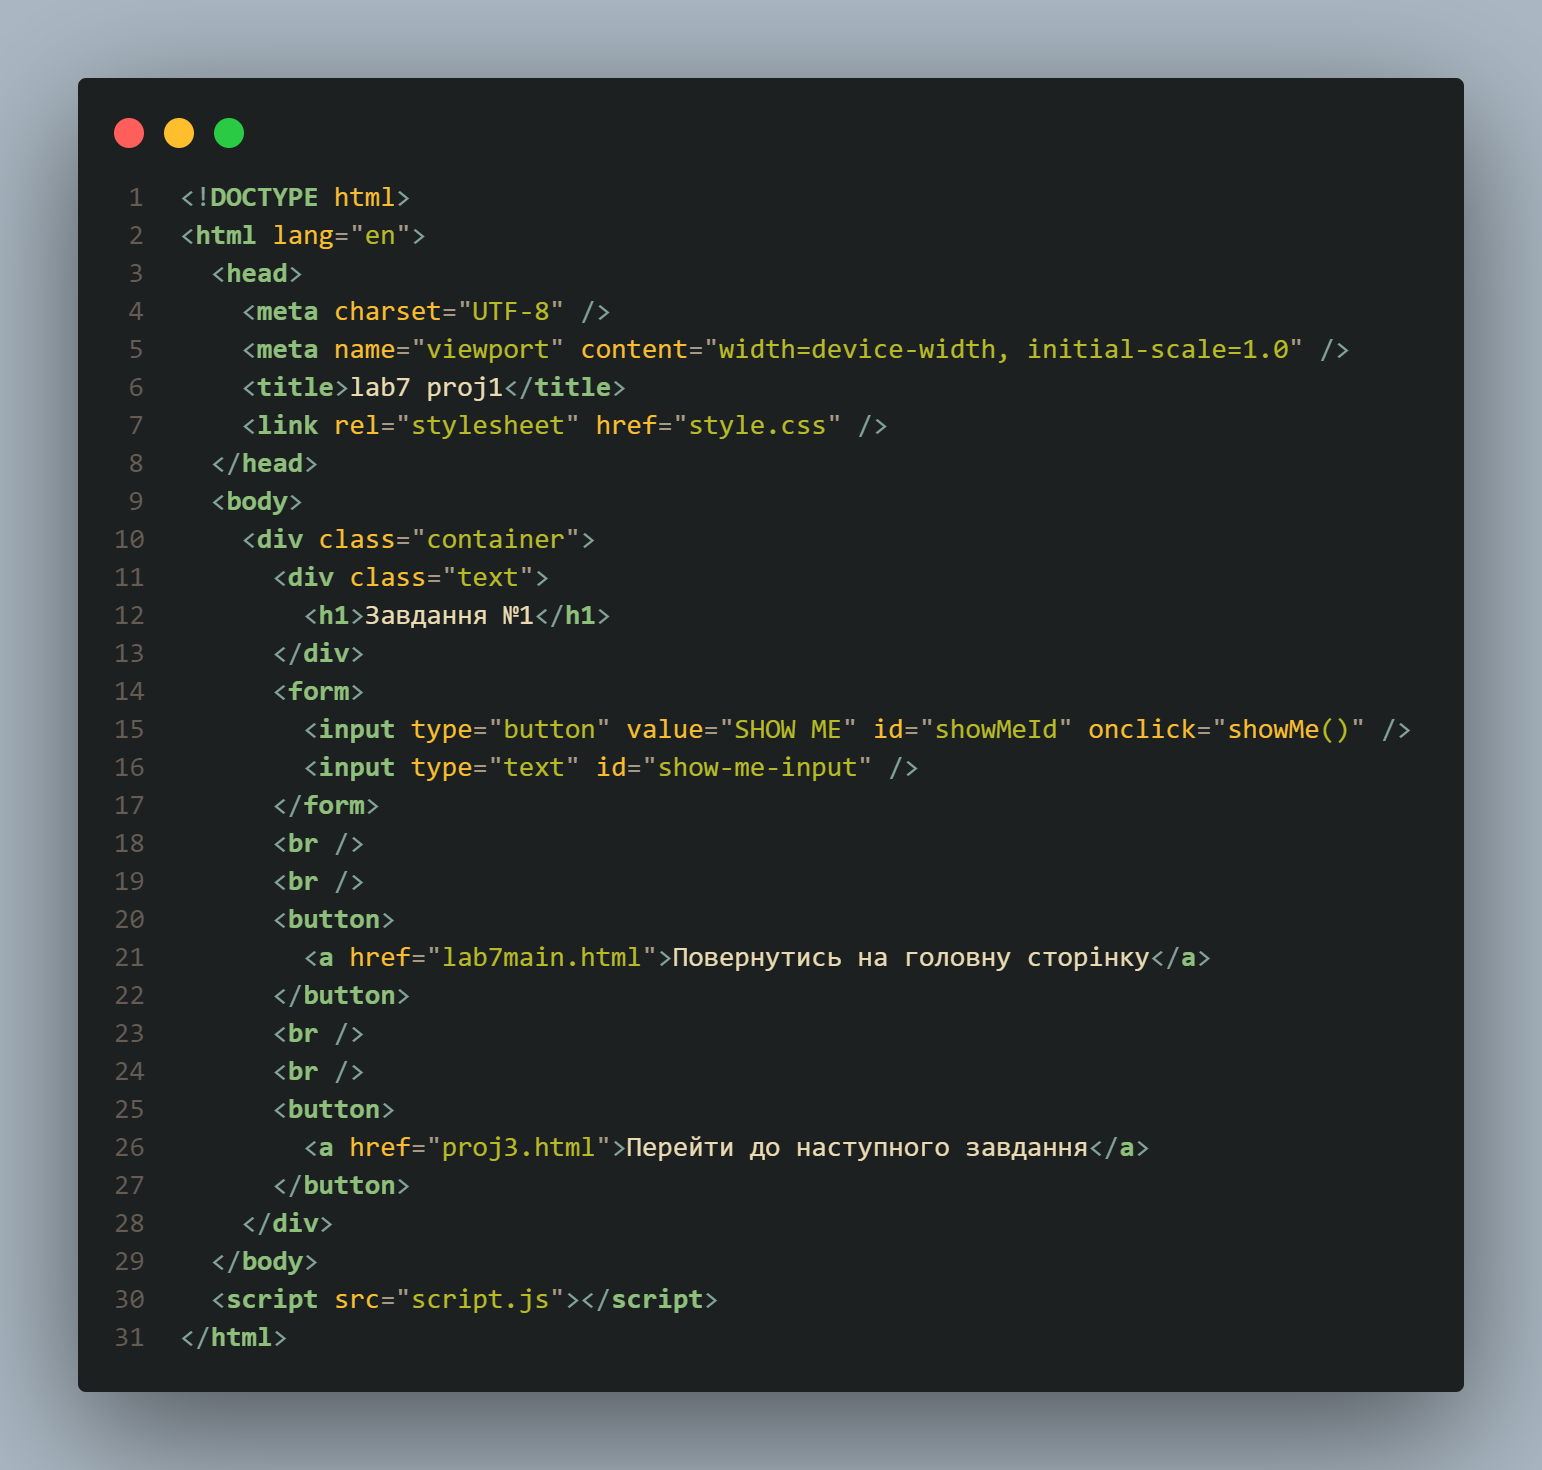 1 <!DOCTYPE html>
2 <html lang="en">
3   <head>
4     <meta charset="UTF-8" />
5     <meta name="viewport" content="width=device-width, initial-scale=1.0" />
6     <title>lab7 proj1</title>
7     <link rel="stylesheet" href="style.css" />
8   </head>
9   <body>
10     <div class="container">
11       <div class="text">
12         <h1>Завдання №1</h1>
13       </div>
14       <form>
15         <input type="button" value="SHOW ME" id="showMeId" onclick="showMe()" />
16         <input type="text" id="show-me-input" />
17       </form>
18       <br />
19       <br />
20       <button>
21         <a href="lab7main.html">Повернутись на головну сторінку</a>
22       </button>
23       <br />
24       <br />
25       <button>
26         <a href="proj3.html">Перейти до наступного завдання</a>
27       </button>
28     </div>
29   </body>
30   <script src="script.js"></script>
31 </html>